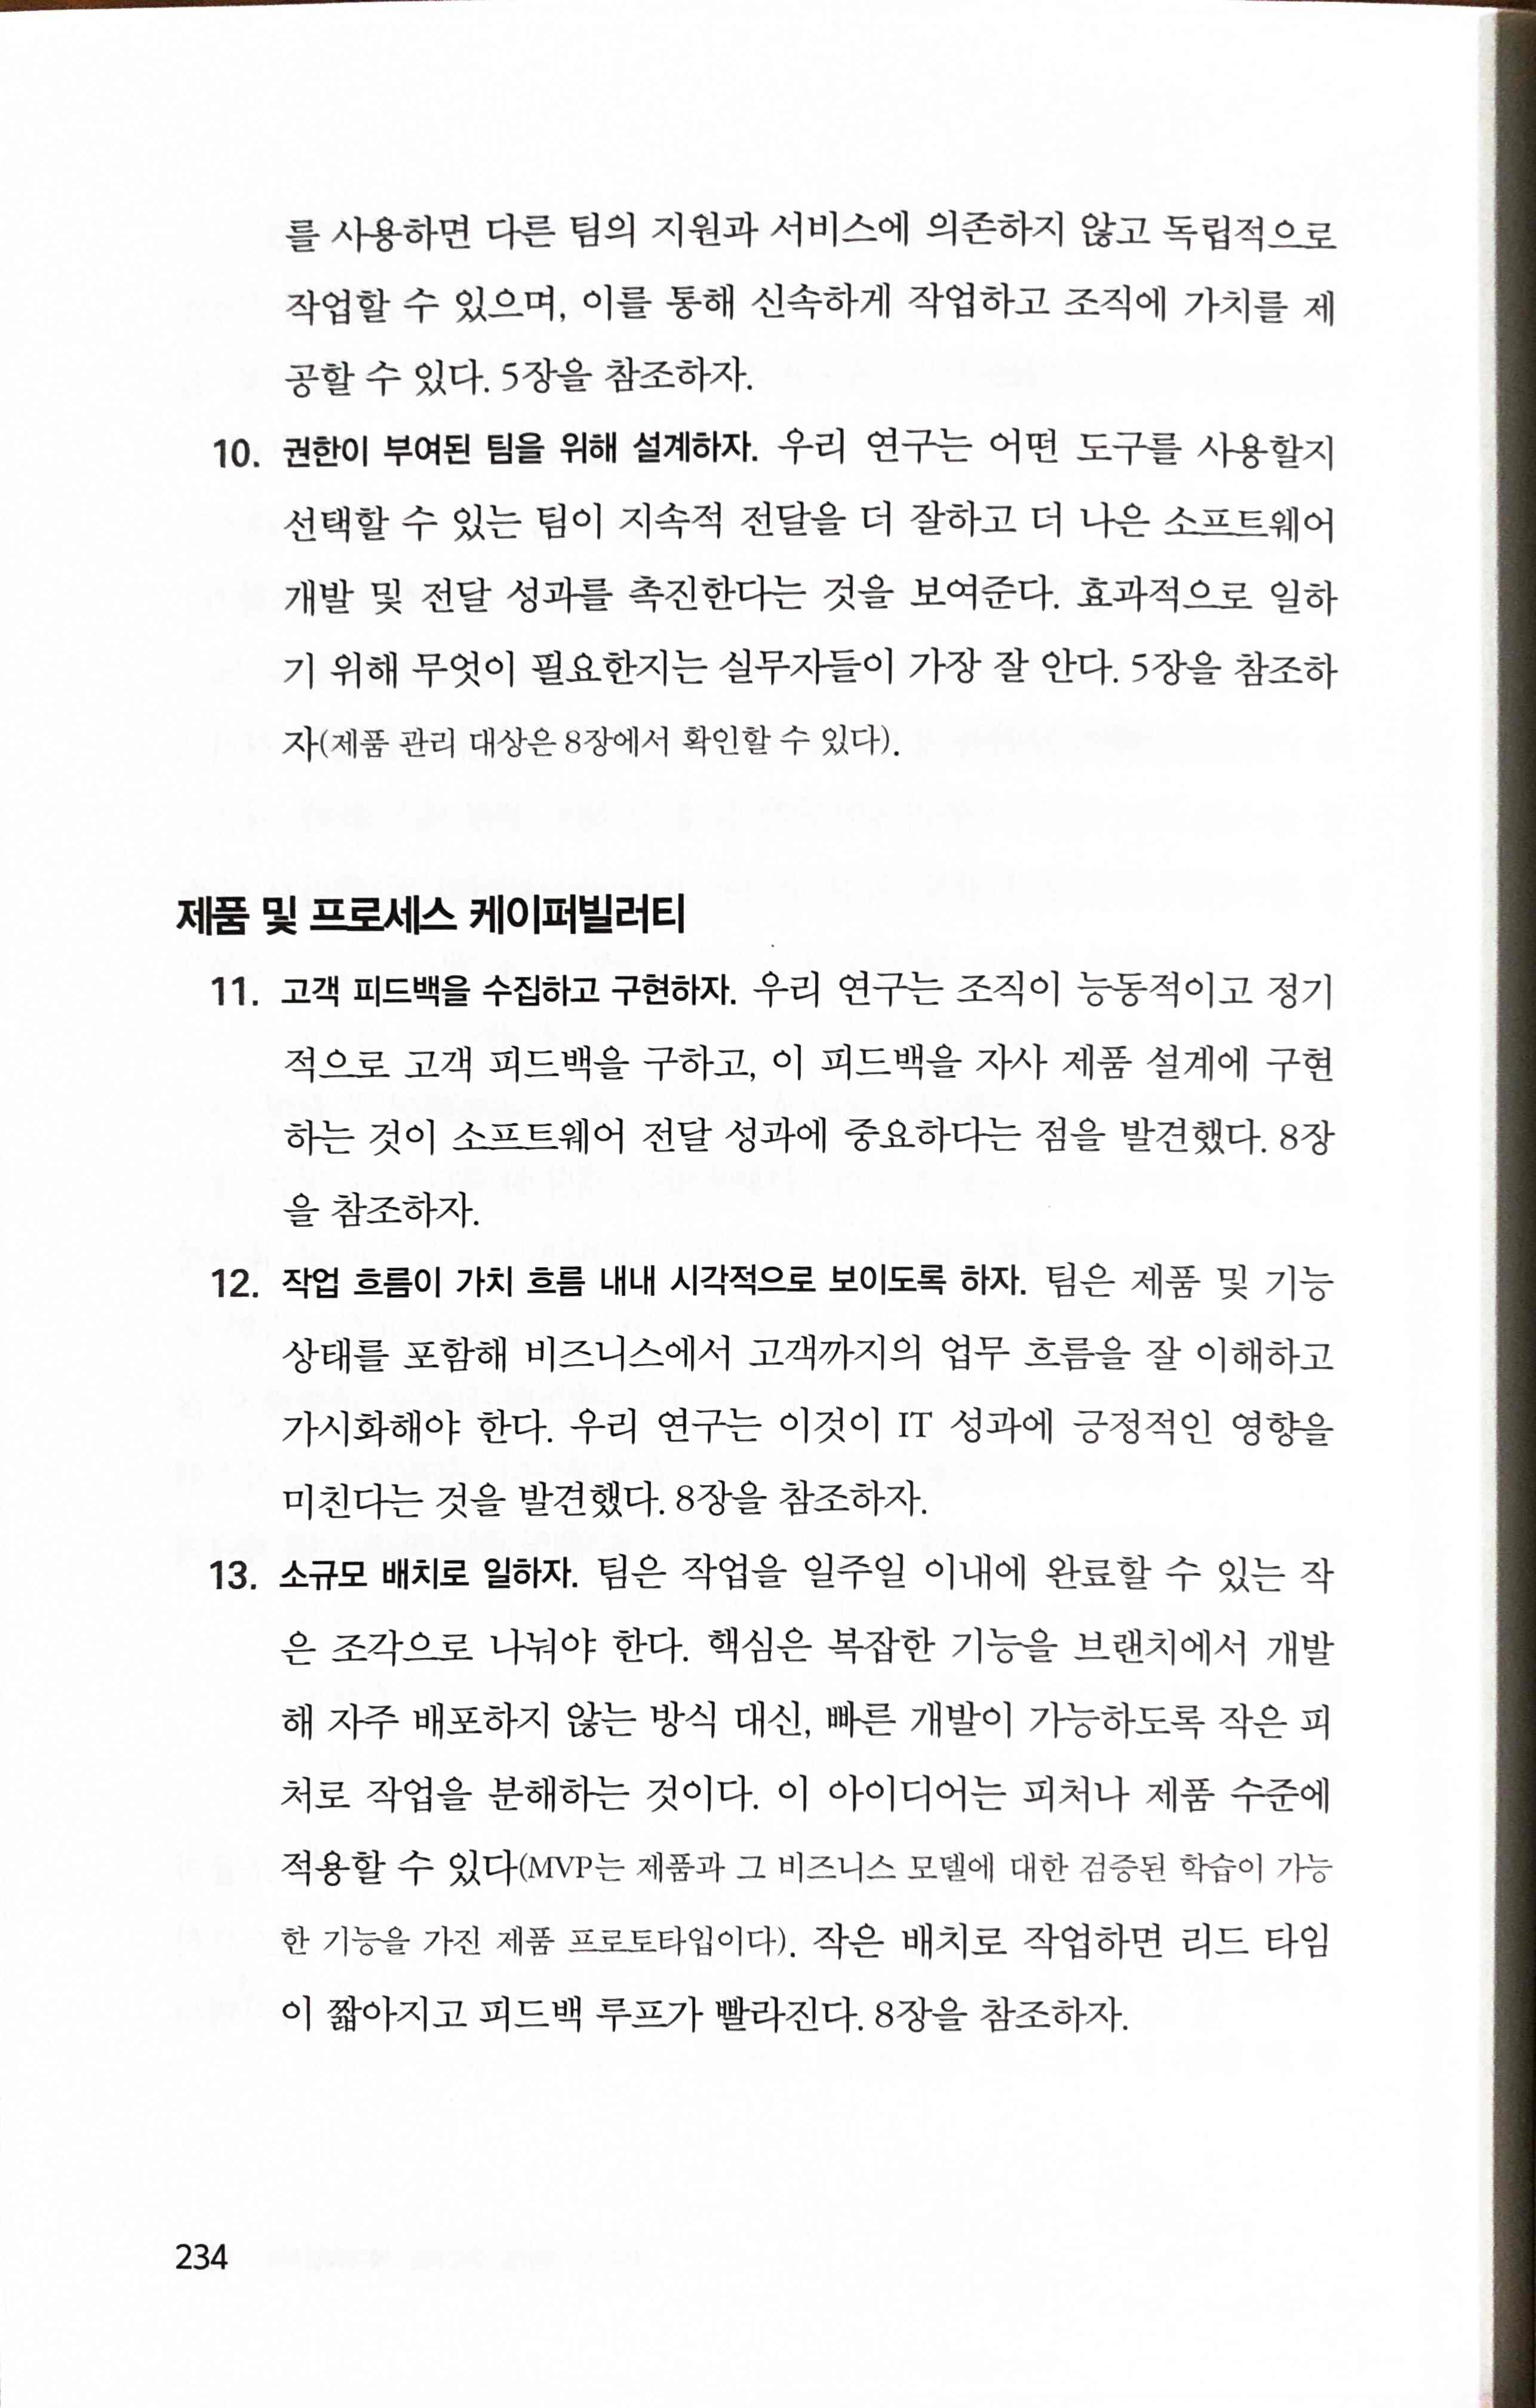 를 사용하면 다른 팀의 지원과 서비스에 의존하지 않고 독립적으로
작업할 수 있으며, 이를 통해 신속하게 작업하고 조직에 가치를 제
공할 수 있다. 5장을 참조하자.
10. 권한이 부여된 팀을 위해 설계하자. 우리 연구는 어떤 도구를 사용할지
선택할 수 있는 팀이 지속적 전달을 더 잘하고 더 나은 소프트웨어
개발 및 전달 성과를 촉진한다는 것을 보여준다. 효과적으로 일하
기 위해 무엇이 필요한지는 실무자들이 가장 잘 안다. 5장을 참조하
자(제품 관리 대상은 8장에서 확인할 수 있다).
제품 및 프로세스 케이퍼빌러티
11. 고객 피드백을 수집하고 구현하자. 우리 연구는 조직이 능동적이고 정기
적으로 고객 피드백을 구하고, 이 피드백을 자사 제품 설계에 구현
하는 것이 소프트웨어 전달 성과에 중요하다는 점을 발견했다. 8장
을 참조하자.
12. 작업 흐름이 가치 흐름 내내 시각적으로 보이도록 하자. 팀은 제품 및 기능
상태를 포함해 비즈니스에서 고객까지의 업무 흐름을 잘 이해하고
가시화해야 한다. 우리 연구는 이것이 IT 성과에 긍정적인 영향을
미친다는 것을 발견했다. 8장을 참조하자.
13. 소규모 배치로 일하자. 팀은 작업을 일주일 이내에 완료할 수 있는 작
은 조각으로 나눠야 한다. 핵심은 복잡한 기능을 브랜치에서 개발
해 자주 배포하지 않는 방식 대신, 빠른 개발이 가능하도록 작은 피
처로 작업을 분해하는 것이다. 이 아이디어는 피처나 제품 수준에
적용할 수 있다(MVP는 제품과 그 비즈니스 모델에 대한 검증된 학습이 가능
한 기능을 가진 제품 프로토타입이다). 작은 배치로 작업하면 리드 타임
이 짧아지고 피드백 루프가 빨라진다. 8장을 참조하자.
234